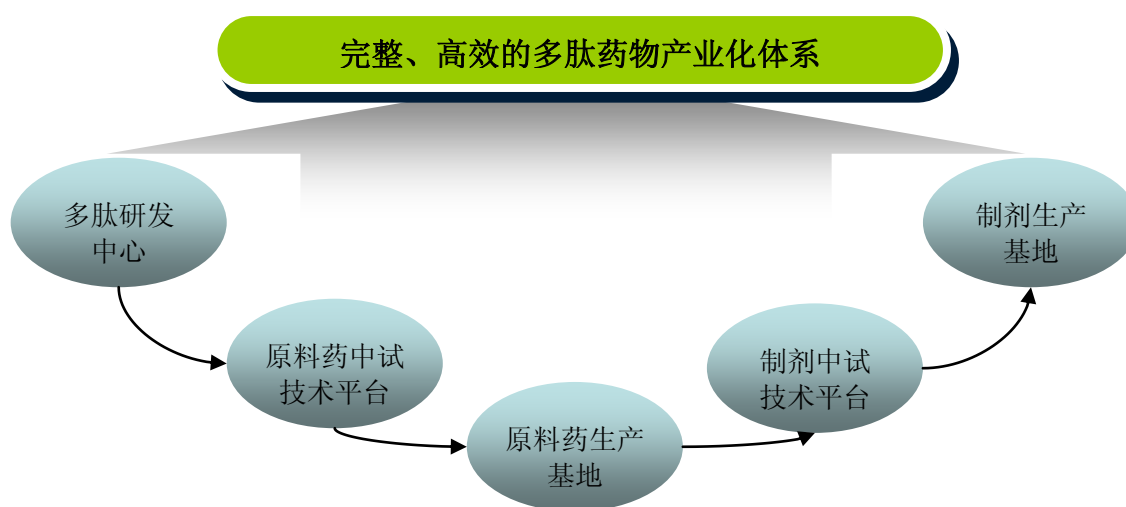 完整、高效的多肽药物产业化体系
多肽研发
中心
原料药中试
技术平台
原料药生产
基地
制剂中试
技术平台
制剂生产
基地